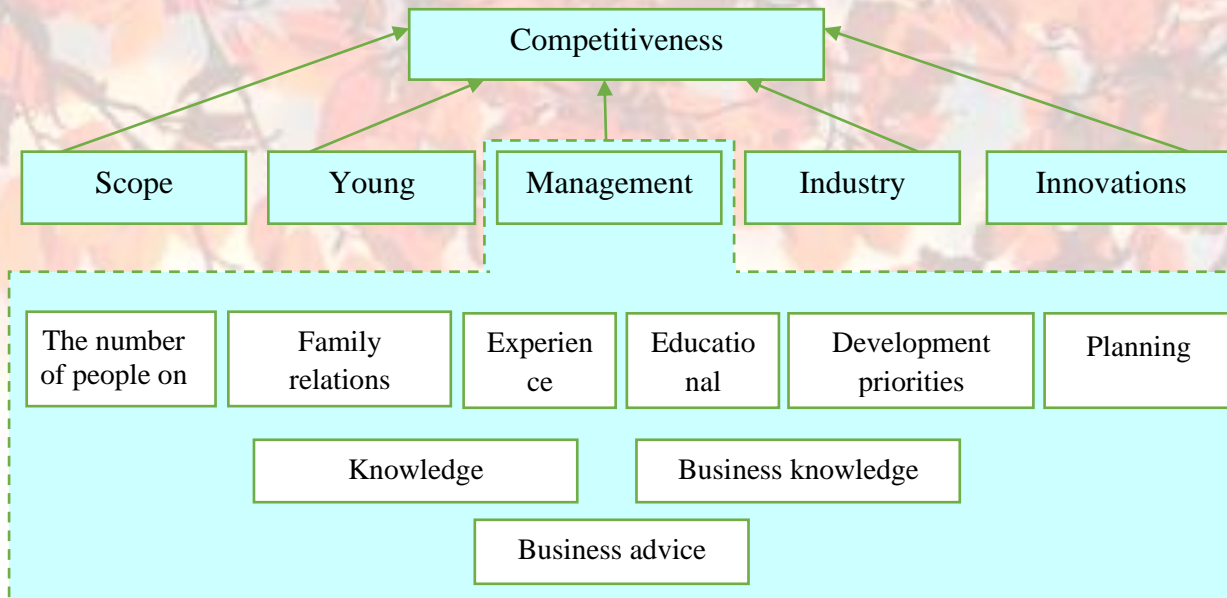 Competitiveness
Scope
Young
Management
Industry
Innovations
The number
of people on
Family
relations
Experien
ce
Educatio
nal
Development
priorities
Planning
Knowledge
Business knowledge
Business advice